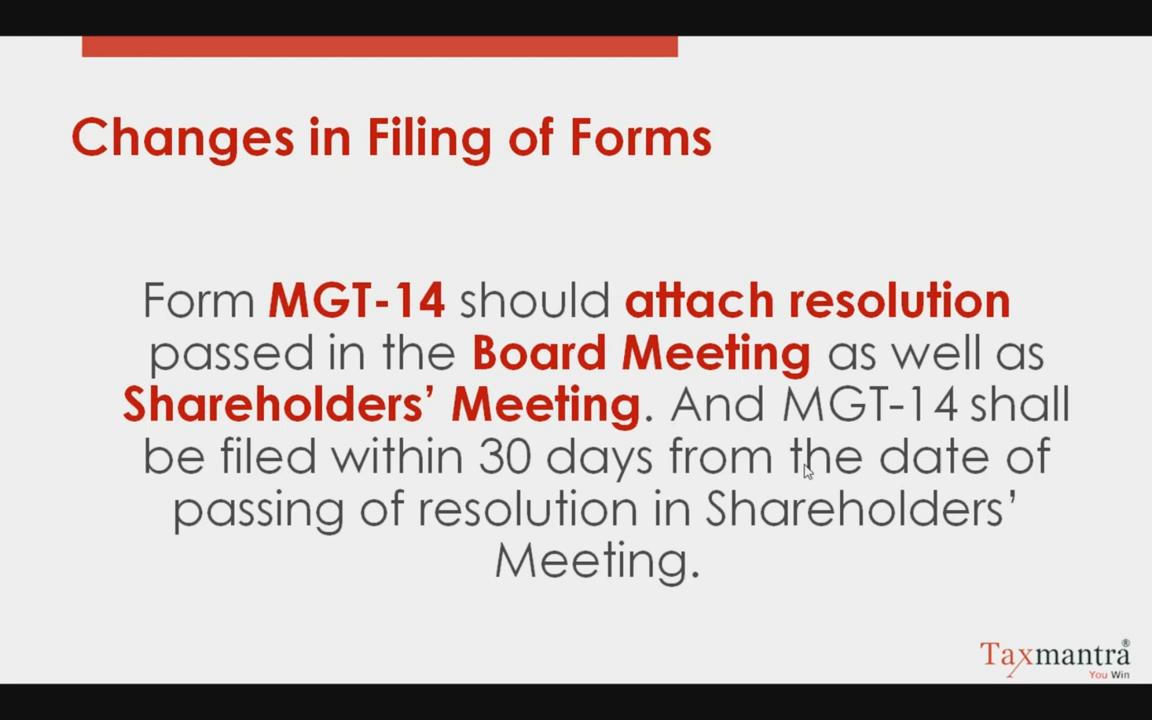 Changes in Filing of Forms
Form MGT-14 should attach resolution
passed in the Board Meeting as well as
Shareholders’ Meeting. And MGT-14 shall
be filed within 30 days from the date of
passing of resolution in Shareholders’
Meeting.
Taxmantra®
You Win